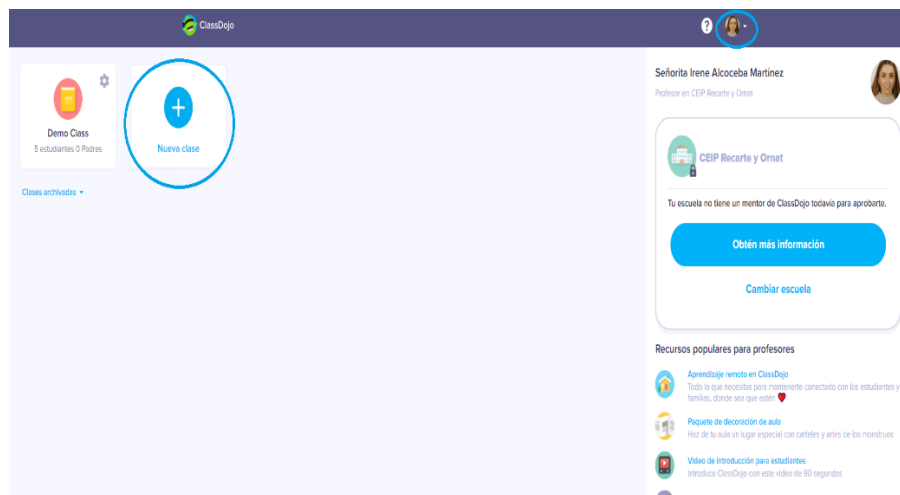 ClassDojo
?
Demo Class
5 estudiantes 0 Padres
Nueva clase
Clases archivadas
Señorita Irene Alcoceba Martínez
Profesor en CEIP Recarte y Ornat
CEIP Recarte y Ornat
Tu escuela no tiene un mentor de ClassDojo todavía para aprobarte.
Obtén más información
Cambiar escuela
Recursos populares para profesores
Aprendizaje remoto en ClassDojo
Todo lo que necesitas para mantenerte conectado con los estudiantes y
familias, donde sea que estén
Paquete de decoración de aula
Haz de tu aula un lugar especial con carteles y artes de los monstruos
Video de introducción para estudiantes
Introduce ClassDojo con este video de 90 segundos